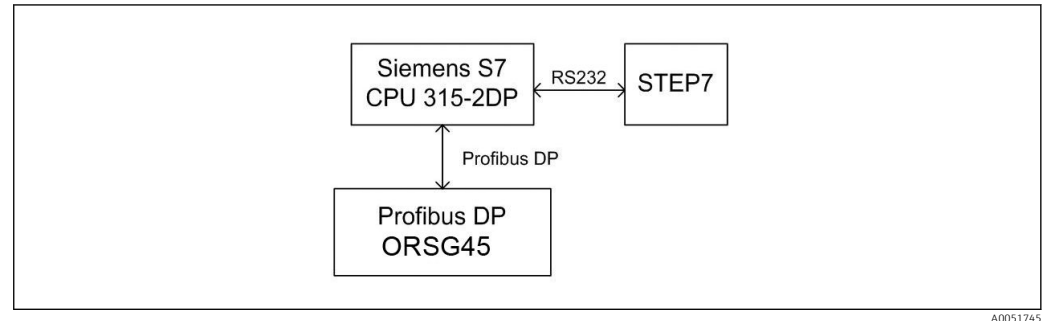 Siemens S7
CPU 315-2DP
RS232
STEP7
Profibus DP
Profibus DP
ORSG45
A0051745